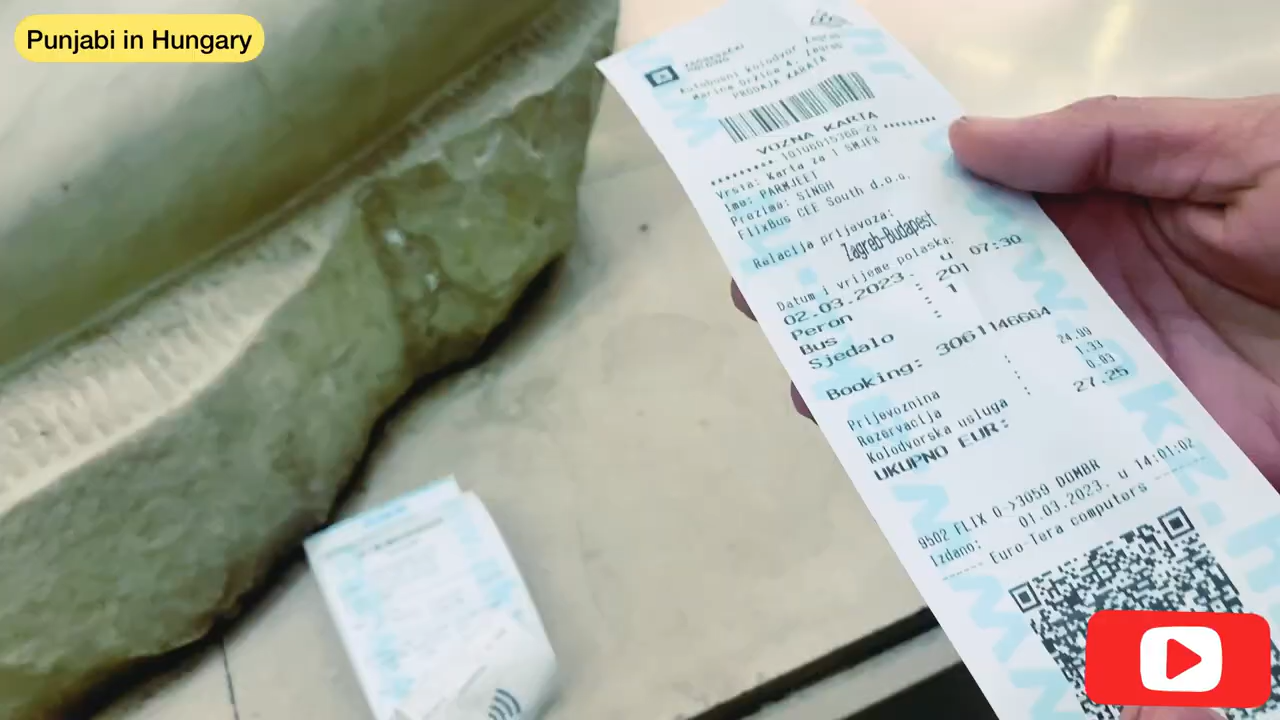 Punjabi in Hungary
ZAGREBAČKI
HOLDING
Autobusni kolodvor Zagreb
Marina Držića 4, Zagreb
PRODAJA KARATA
VOZNA KARTA
Vrsta: Karta za 1 SMJER
Ime: PARMJEET
Prezime: SINGH
FlixBus CEE South d.o.o.
Relacija prijevoza:
Zagreb-Budapest
Datum i vrijeme polaska:
02.03.2023. u 07:30
Peron : 201
Bus : 1
Sjedalo
Booking: 3061146664
Prijevoznina : 24.99
Rezervacija : 1.33
Kolodvorska usluga : 0.93
UKUPNO EUR: 27.25
9502 FLIX O->3059 DOMBR
Izdano: 01.03.2023. u 14:01:02
------ Euro-Tera computers ------